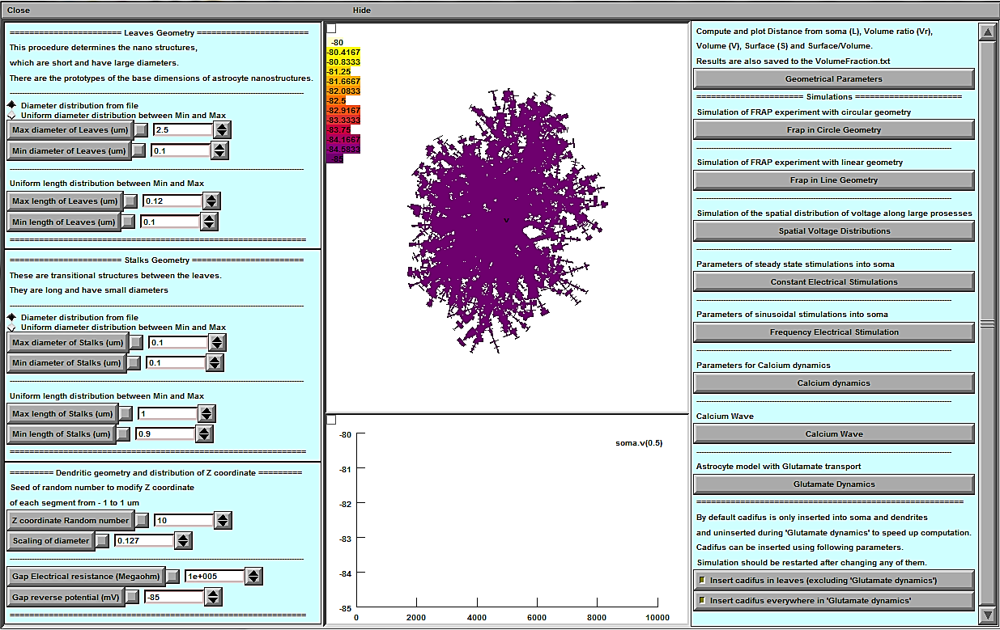 Close
Hide
====================== Leaves Geometry ======================
This procedure determines the nano structures,
which are short and have large diameters.
There are the prototypes of the base dimensions of astrocyte nanostructures.
Diameter distribution from file
Uniform diameter distribution between Min and Max
Max diameter of Leaves (um) 2.5
Min diameter of Leaves (um) 0.1
Uniform length distribution between Min and Max
Max length of Leaves (um) 0.12
Min length of Leaves (um) 0.1
====================== Stalks Geometry ======================
These are transitional structures between the leaves.
They are long and have small diameters
Diameter distribution from file
Uniform diameter distribution between Min and Max
Max diameter of Stalks (um) 0.1
Min diameter of Stalks (um) 0.1
Uniform length distribution between Min and Max
Max length of Stalks (um) 1
Min length of Stalks (um) 0.9
========= Dendritic geometry and distribution of Z coordinate =========
Seed of random number to modify Z coordinate
of each segment from - 1 to 1 um
Z coordinate Random number 10
Scaling of diameter 0.127
Gap Electrical resistance (Megaohm) 1e+005
Gap reverse potential (mV) -85
-80
-80.4167
-80.8333
-81.25
-81.6667
-82.0833
-82.5
-82.9167
-83.3333
-83.75
-84.1667
-84.5833
-85
v
soma.v(0.5)
-80
-81
-82
-83
-84
-85
0 2000 4000 6000 8000 10000
Compute and plot Distance from soma (L), Volume ratio (Vr),
Volume (V), Surface (S) and Surface/Volume.
Results are also saved to the VolumeFraction.txt
Geometrical Parameters
===================== Simulations =====================
Simulation of FRAP experiment with circular geometry
Frap in Circle Geometry
Simulation of FRAP experiment with linear geometry
Frap in Line Geometry
Simulation of the spatial distribution of voltage along large prosesses
Spatial Voltage Distributions
Parameters of steady state stimulations into soma
Constant Electrical Stimulations
Parameters of sinusoidal stimulations into soma
Frequency Electrical Stimulation
Parameters for Calcium dynamics
Calcium dynamics
Calcium Wave
Calcium Wave
Astrocyte model with Glutamate transport
Glutamate Dynamics
By default cadifus is only inserted into soma and dendrites
and uninserted during 'Glutamate dynamics' to speed up computation.
Cadifus can be inserted using following parameters.
Simulation should be restarted after changing any of them.
Insert cadifus in leaves (excluding 'Glutamate dynamics')
Insert cadifus everywhere in 'Glutamate dynamics'